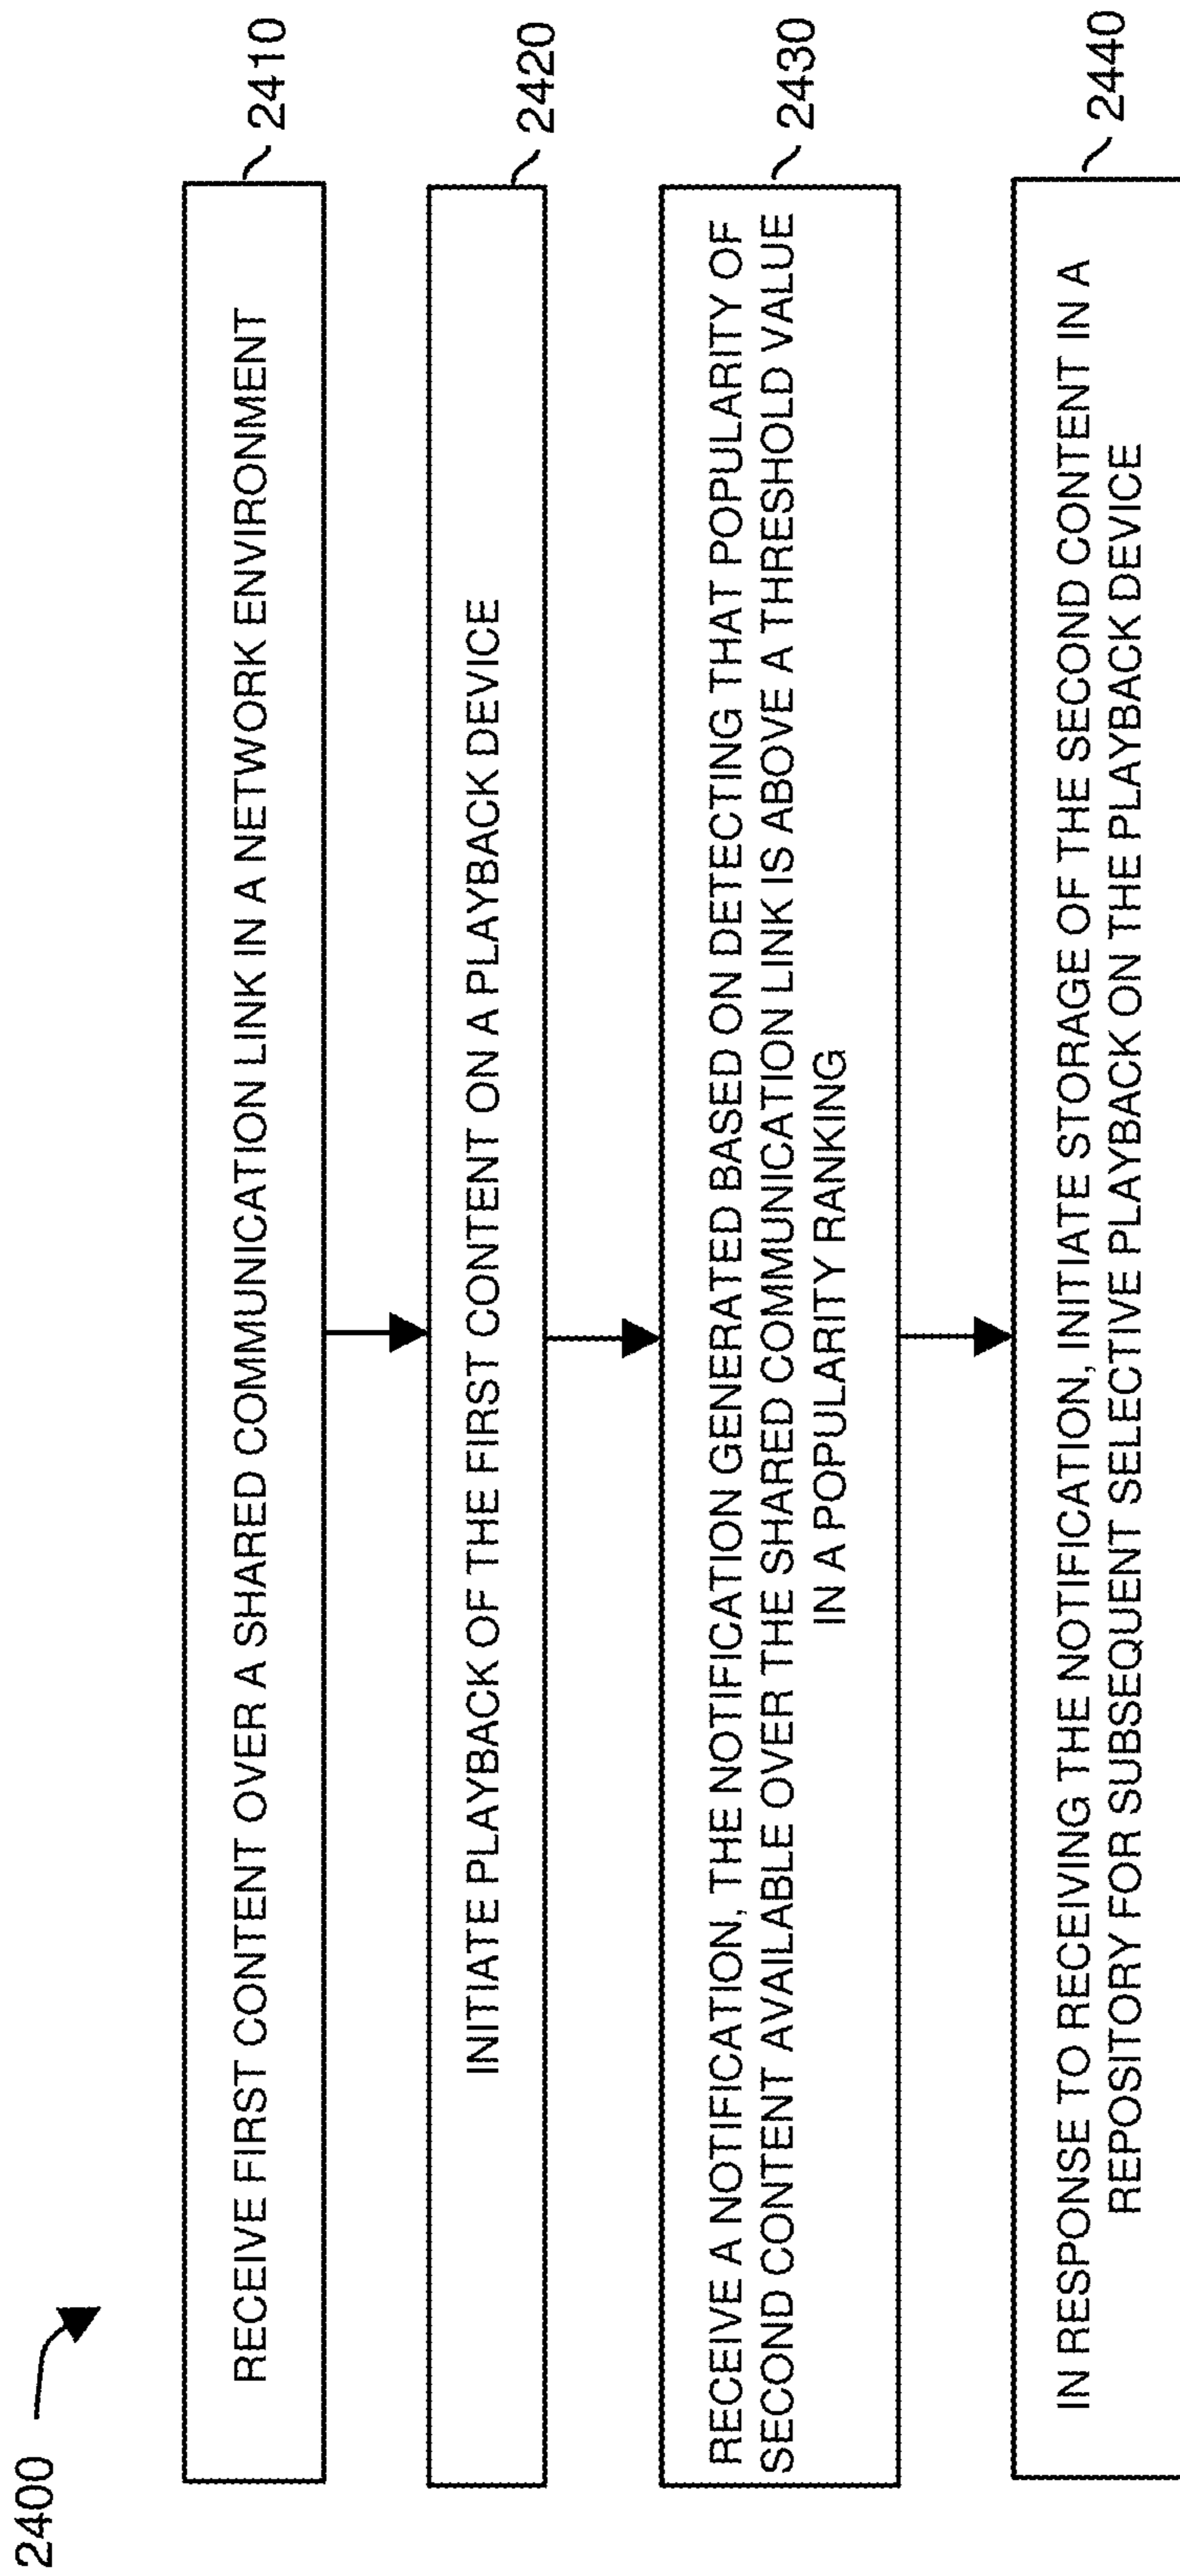 2400
RECEIVE FIRST CONTENT OVER A SHARED COMMUNICATION LINK IN A NETWORK ENVIRONMENT
2410
INITIATE PLAYBACK OF THE FIRST CONTENT ON A PLAYBACK DEVICE
2420
RECEIVE A NOTIFICATION, THE NOTIFICATION GENERATED BASED ON DETECTING THAT POPULARITY OF
SECOND CONTENT AVAILABLE OVER THE SHARED COMMUNICATION LINK IS ABOVE A THRESHOLD VALUE
IN A POPULARITY RANKING
2430
IN RESPONSE TO RECEIVING THE NOTIFICATION, INITIATE STORAGE OF THE SECOND CONTENT IN A
REPOSITORY FOR SUBSEQUENT SELECTIVE PLAYBACK ON THE PLAYBACK DEVICE
2440